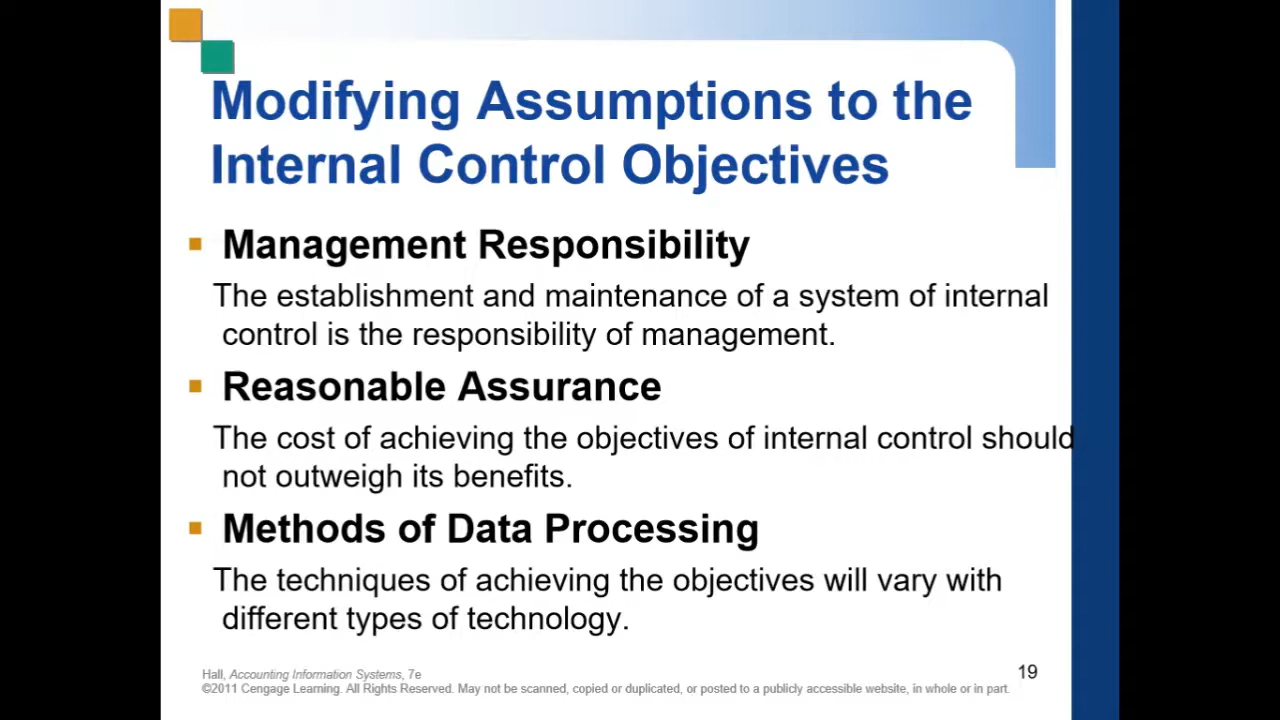 Modifying Assumptions to the
Internal Control Objectives
▪ Management Responsibility
The establishment and maintenance of a system of internal
control is the responsibility of management.
▪ Reasonable Assurance
The cost of achieving the objectives of internal control should
not outweigh its benefits.
▪ Methods of Data Processing
The techniques of achieving the objectives will vary with
different types of technology.
Hall, Accounting Information Systems, 7e
©2011 Cengage Learning. All Rights Reserved. May not be scanned, copied or duplicated, or posted to a publicly accessible website, in whole or in part.
19